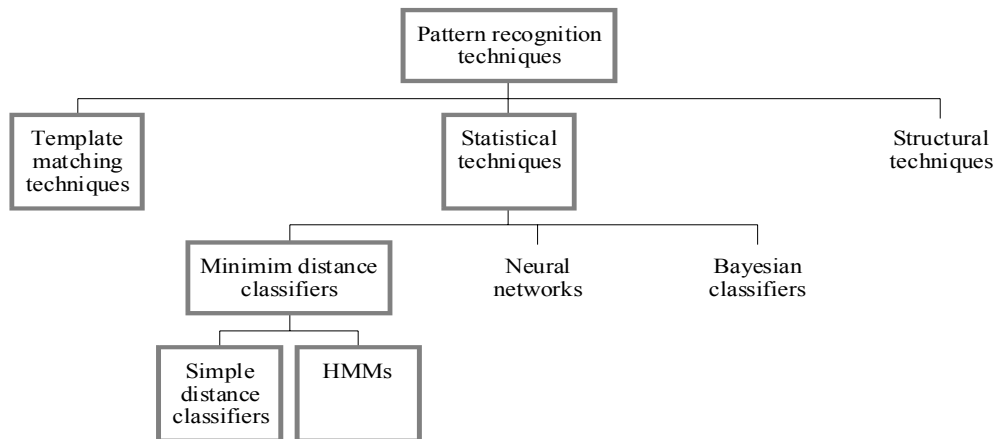 Pattern recognition
techniques
Template
matching
techniques
Statistical
techniques
Structural
techniques
Minimim distance
classifiers
Neural
networks
Bayesian
classifiers
Simple
distance
classifiers
HMMs